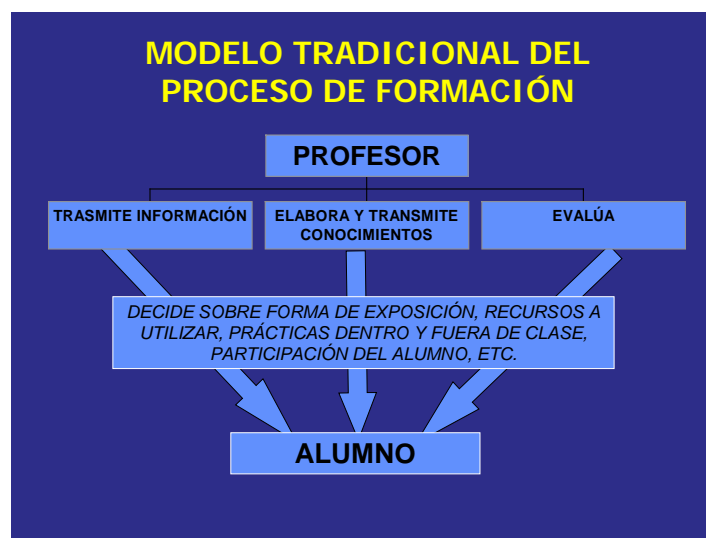 MODELO TRADICIONAL DEL
PROCESO DE FORMACIÓN
PROFESOR
TRASMITE INFORMACIÓN
ELABORA Y TRANSMITE
CONOCIMIENTOS
EVALÚA
DECIDE SOBRE FORMA DE EXPOSICIÓN, RECURSOS A
UTILIZAR, PRÁCTICAS DENTRO Y FUERA DE CLASE,
PARTICIPACIÓN DEL ALUMNO, ETC.
ALUMNO